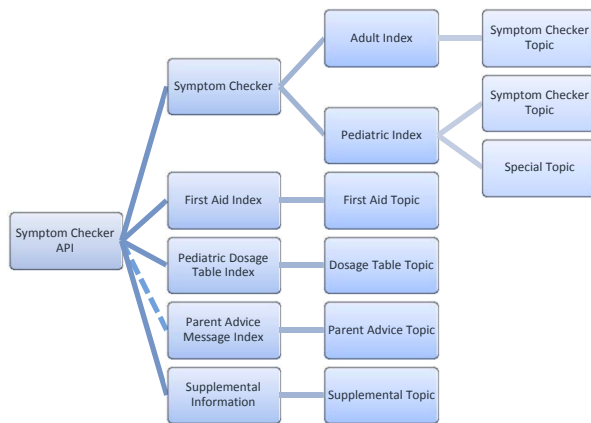 Adult Index
Symptom Checker
Topic
Symptom Checker
Symptom Checker
Topic
Pediatric Index
Special Topic
First Aid Index
First Aid Topic
Symptom Checker
API
Pediatric Dosage
Table Index
Dosage Table Topic
Parent Advice
Message Index
Parent Advice Topic
Supplemental
Information
Supplemental Topic